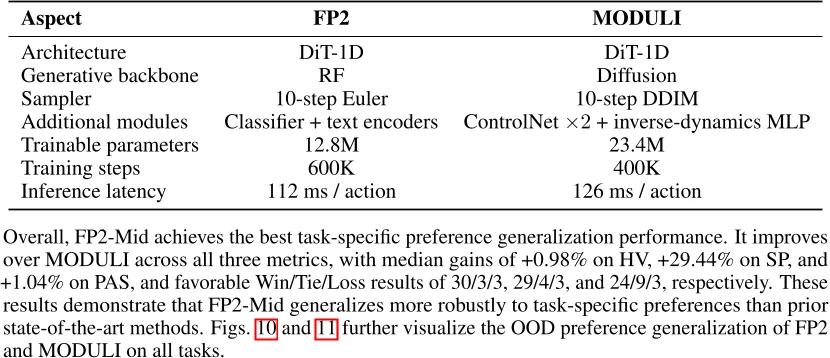 Aspect FP2 MODULI
Architecture DiT-1D DiT-1D
Generative backbone RF Diffusion
Sampler 10-step Euler 10-step DDIM
Additional modules Classifier + text encoders ControlNet ×2 + inverse-dynamics MLP
Trainable parameters 12.8M 23.4M
Training steps 600K 400K
Inference latency 112 ms / action 126 ms / action
Overall, FP2-Mid achieves the best task-specific preference generalization performance. It improves
over MODULI across all three metrics, with median gains of +0.98% on HV, +29.44% on SP, and
+1.04% on PAS, and favorable Win/Tie/Loss results of 30/3/3, 29/4/3, and 24/9/3, respectively. These
results demonstrate that FP2-Mid generalizes more robustly to task-specific preferences than prior
state-of-the-art methods. Figs. 10 and 11 further visualize the OOD preference generalization of FP2
and MODULI on all tasks.